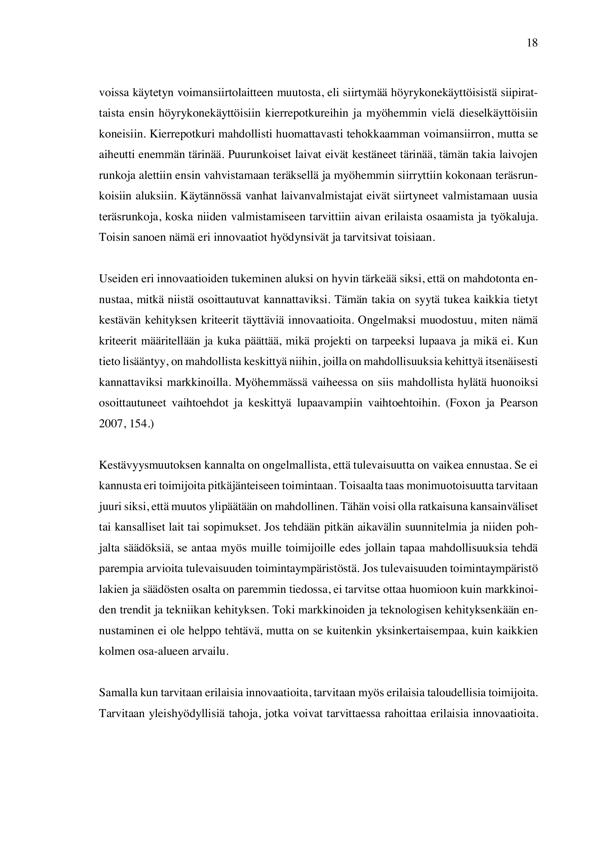 18
voissa käytetyn voimansiirtolaitteen muutosta, eli siirtymää höyrykonekäyttöisistä siipirat-
taista ensin höyrykonekäyttöisiin kierrepotkureihin ja myöhemmin vielä dieselkäyttöisiin
koneisiin. Kierrepotkuri mahdollisti huomattavasti tehokkaamman voimansiirron, mutta se
aiheutti enemmän tärinää. Puurunkoiset laivat eivät kestäneet tärinää, tämän takia laivojen
runkoja alettiin ensin vahvistamaan teräksellä ja myöhemmin siirryttiin kokonaan teräsrun-
koisiin aluksiin. Käytännössä vanhat laivanvalmistajat eivät siirtyneet valmistamaan uusia
teräsrunkoja, koska niiden valmistamiseen tarvittiin aivan erilaista osaamista ja työkaluja.
Toisin sanoen nämä eri innovaatiot hyödynsivät ja tarvitsivat toisiaan.
Useiden eri innovaatioiden tukeminen aluksi on hyvin tärkeää siksi, että on mahdotonta en-
nustaa, mitkä niistä osoittautuvat kannattaviksi. Tämän takia on syytä tukea kaikkia tietyt
kestävän kehityksen kriteerit täyttäviä innovaatioita. Ongelmaksi muodostuu, miten nämä
kriteerit määritellään ja kuka päättää, mikä projekti on tarpeeksi lupaava ja mikä ei. Kun
tieto lisääntyy, on mahdollista keskittyä niihin, joilla on mahdollisuuksia kehittyä itsenäisesti
kannattaviksi markkinoilla. Myöhemmässä vaiheessa on siis mahdollista hylätä huonoiksi
osoittautuneet vaihtoehdot ja keskittyä lupaavampiin vaihtoehtoihin. (Foxon ja Pearson
2007, 154.)
Kestävyysmuutoksen kannalta on ongelmallista, että tulevaisuutta on vaikea ennustaa. Se ei
kannusta eri toimijoita pitkäjänteiseen toimintaan. Toisaalta taas monimuotoisuutta tarvitaan
juuri siksi, että muutos ylipäätään on mahdollinen. Tähän voisi olla ratkaisuna kansainväliset
tai kansalliset lait tai sopimukset. Jos tehdään pitkän aikavälin suunnitelmia ja niiden poh-
jalta säädöksiä, se antaa myös muille toimijoille edes jollain tapaa mahdollisuuksia tehdä
parempia arvioita tulevaisuuden toimintaympäristöstä. Jos tulevaisuuden toimintaympäristö
lakien ja säädösten osalta on paremmin tiedossa, ei tarvitse ottaa huomioon kuin markkinoi-
den trendit ja tekniikan kehityksen. Toki markkinoiden ja teknologisen kehityksenkään en-
nustaminen ei ole helppo tehtävä, mutta on se kuitenkin yksinkertaisempaa, kuin kaikkien
kolmen osa-alueen arvailu.
Samalla kun tarvitaan erilaisia innovaatioita, tarvitaan myös erilaisia taloudellisia toimijoita.
Tarvitaan yleishyödyllisiä tahoja, jotka voivat tarvittaessa rahoittaa erilaisia innovaatioita.